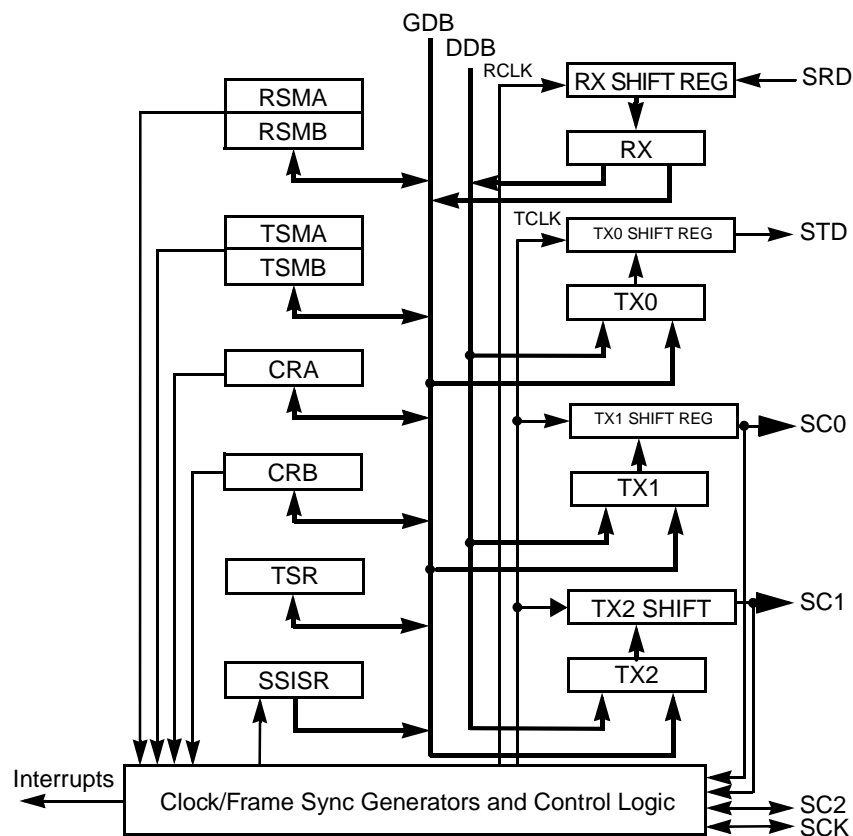 GDB
DDB
RCLK
RX SHIFT REG
SRD
RSMA
RSMB
RX
TCLK
TSMA
TSMB
TX0 SHIFT REG
STD
TX0
CRA
TX1 SHIFT REG
SC0
CRB
TX1
TSR
TX2 SHIFT
SC1
SSISR
TX2
Interrupts
Clock/Frame Sync Generators and Control Logic
SC2
SCK